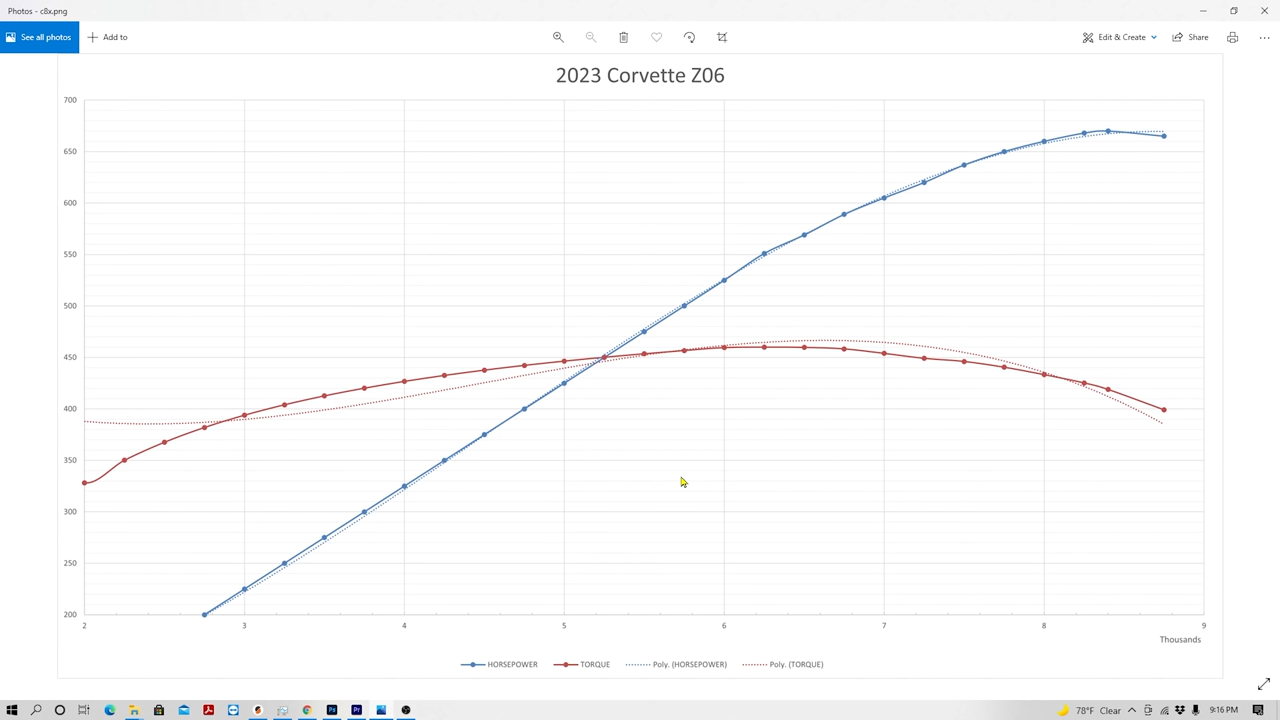 Photos - c8x.png
See all photos
Add to
Edit & Create
Share
2023 Corvette Z06
700
650
600
550
500
450
400
350
300
250
200
2 3 4 5 6 7 8 9
Thousands
HORSEPOWER TORQUE Poly. (HORSEPOWER) Poly. (TORQUE)
78°F Clear 9:16 PM